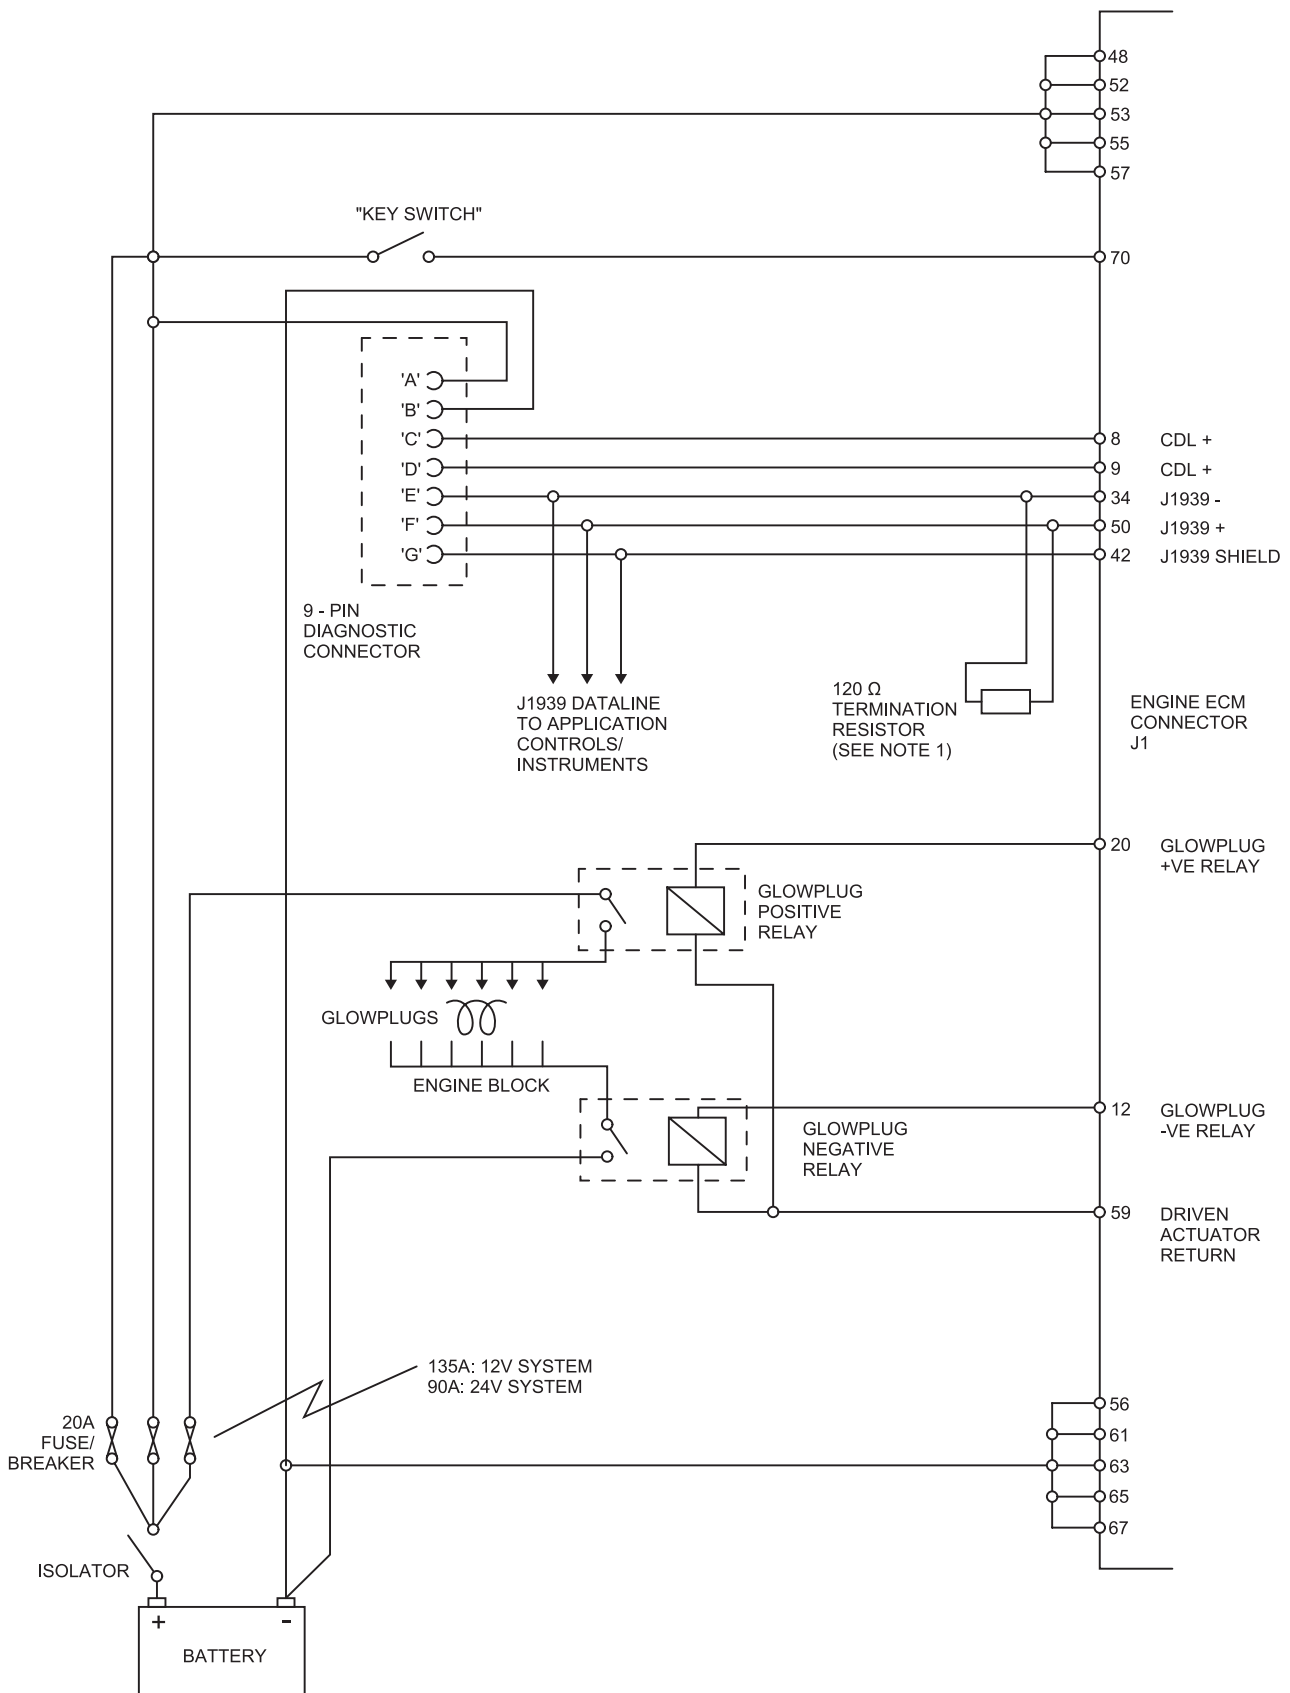 48
52
53
55
57
"KEY SWITCH"
70
'A'
'B'
'C'
8 CDL +
'D'
9 CDL +
'E'
34 J1939 -
'F'
50 J1939 +
'G'
42 J1939 SHIELD
9 - PIN
DIAGNOSTIC
CONNECTOR
J1939 DATALINE
TO APPLICATION
CONTROLS/
INSTRUMENTS
120 Ω
TERMINATION
RESISTOR
(SEE NOTE 1)
ENGINE ECM
CONNECTOR
J1
20 GLOWPLUG
+VE RELAY
GLOWPLUG
POSITIVE
RELAY
GLOWPLUGS
ENGINE BLOCK
12 GLOWPLUG
-VE RELAY
GLOWPLUG
NEGATIVE
RELAY
59 DRIVEN
ACTUATOR
RETURN
135A: 12V SYSTEM
90A: 24V SYSTEM
20A
FUSE/
BREAKER
56
61
63
65
67
ISOLATOR
+ -
BATTERY